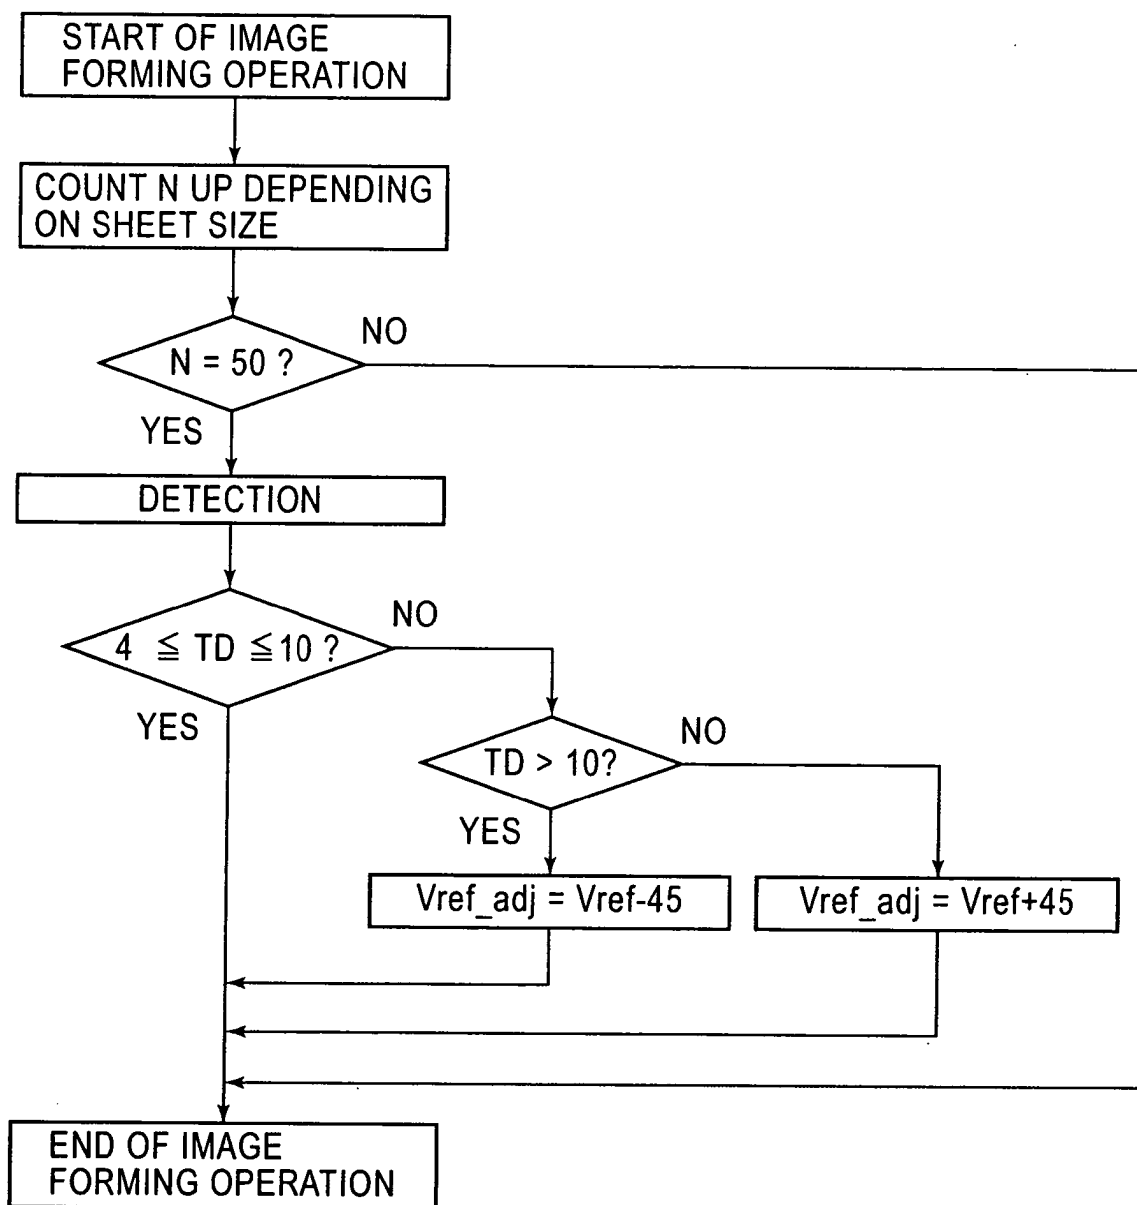 START OF IMAGE
FORMING OPERATION
COUNT N UP DEPENDING
ON SHEET SIZE
N = 50 ?
NO
YES
DETECTION
4 ≦ TD ≦10 ?
NO
YES
TD > 10?
NO
YES
Vref_adj = Vref-45
Vref_adj = Vref+45
END OF IMAGE
FORMING OPERATION